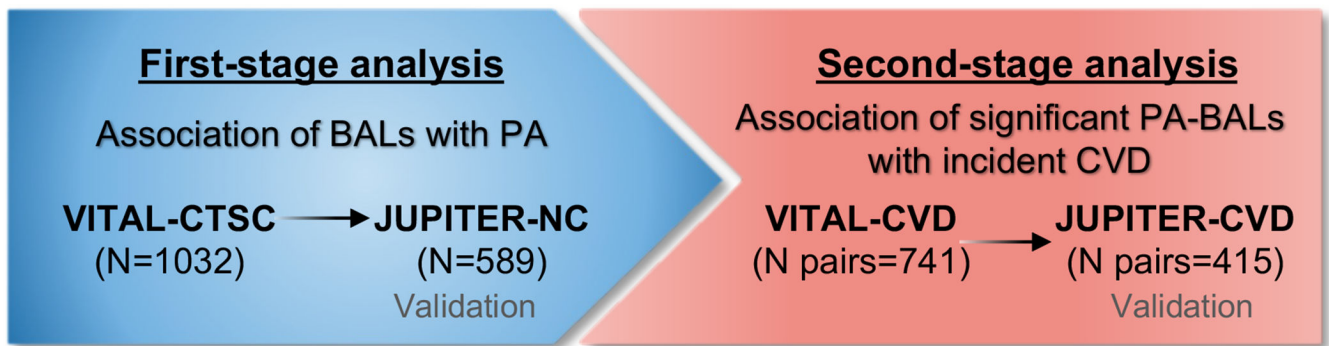 First-stage analysis
Association of BALs with PA
VITAL-CTSC JUPITER-NC
(N=1032) (N=589)
Validation
Second-stage analysis
Association of significant PA-BALs
with incident CVD
VITAL-CVD JUPITER-CVD
(N pairs=741) (N pairs=415)
Validation